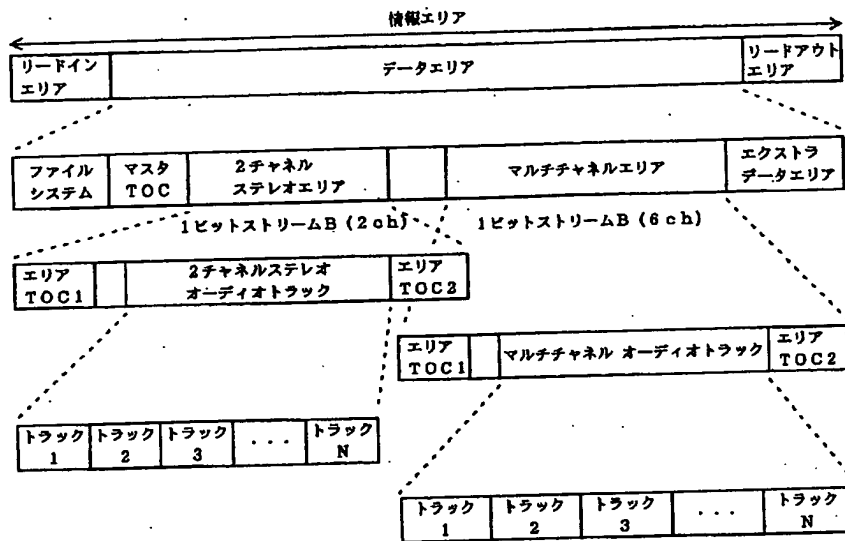 情報エリア
リードイン
エリア
データエリア
リードアウト
エリア
ファイル
システム
マスタ
TOC
2チャネル
ステレオエリア
マルチチャネルエリア
エクストラ
データエリア
1ビットストリームB (2ch)
1ビットストリームB (6ch)
エリア
TOC1
2チャネルステレオ
オーディオトラック
エリア
TOC2
エリア
TOC1
マルチチャネル オーディオトラック
エリア
TOC2
トラック
1
トラック
2
トラック
3
・・・
トラック
N
トラック
1
トラック
2
トラック
3
・・・
トラック
N